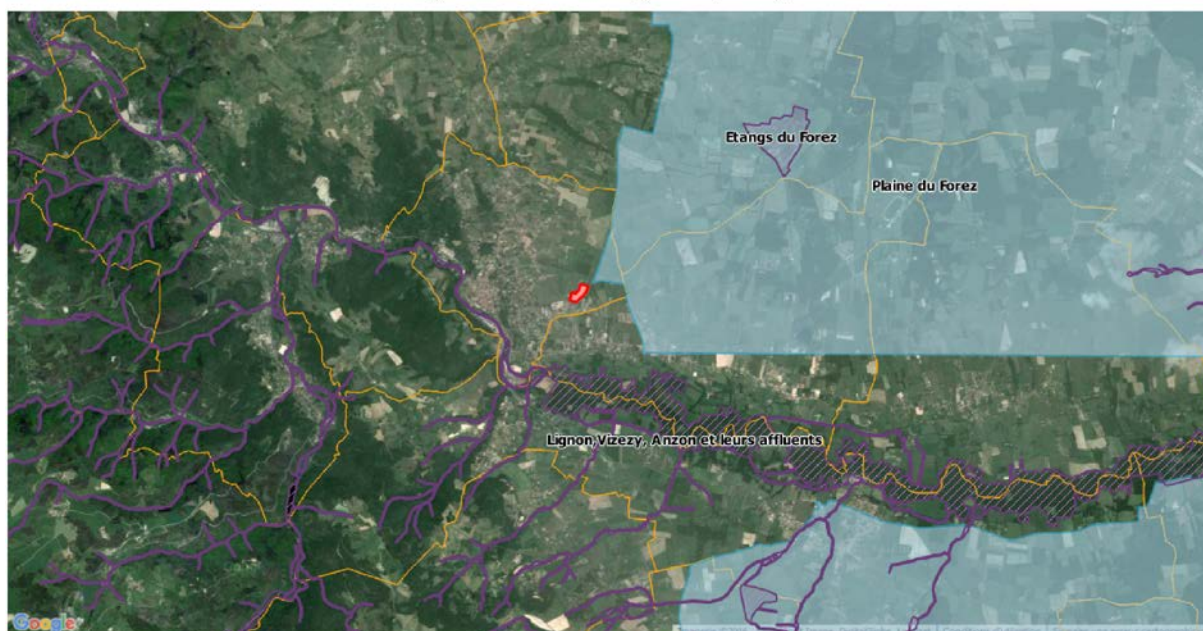 Etangs du Forez
Plaine du Forez
Lignon,Vizezy, Anzon et leurs affluents
Google